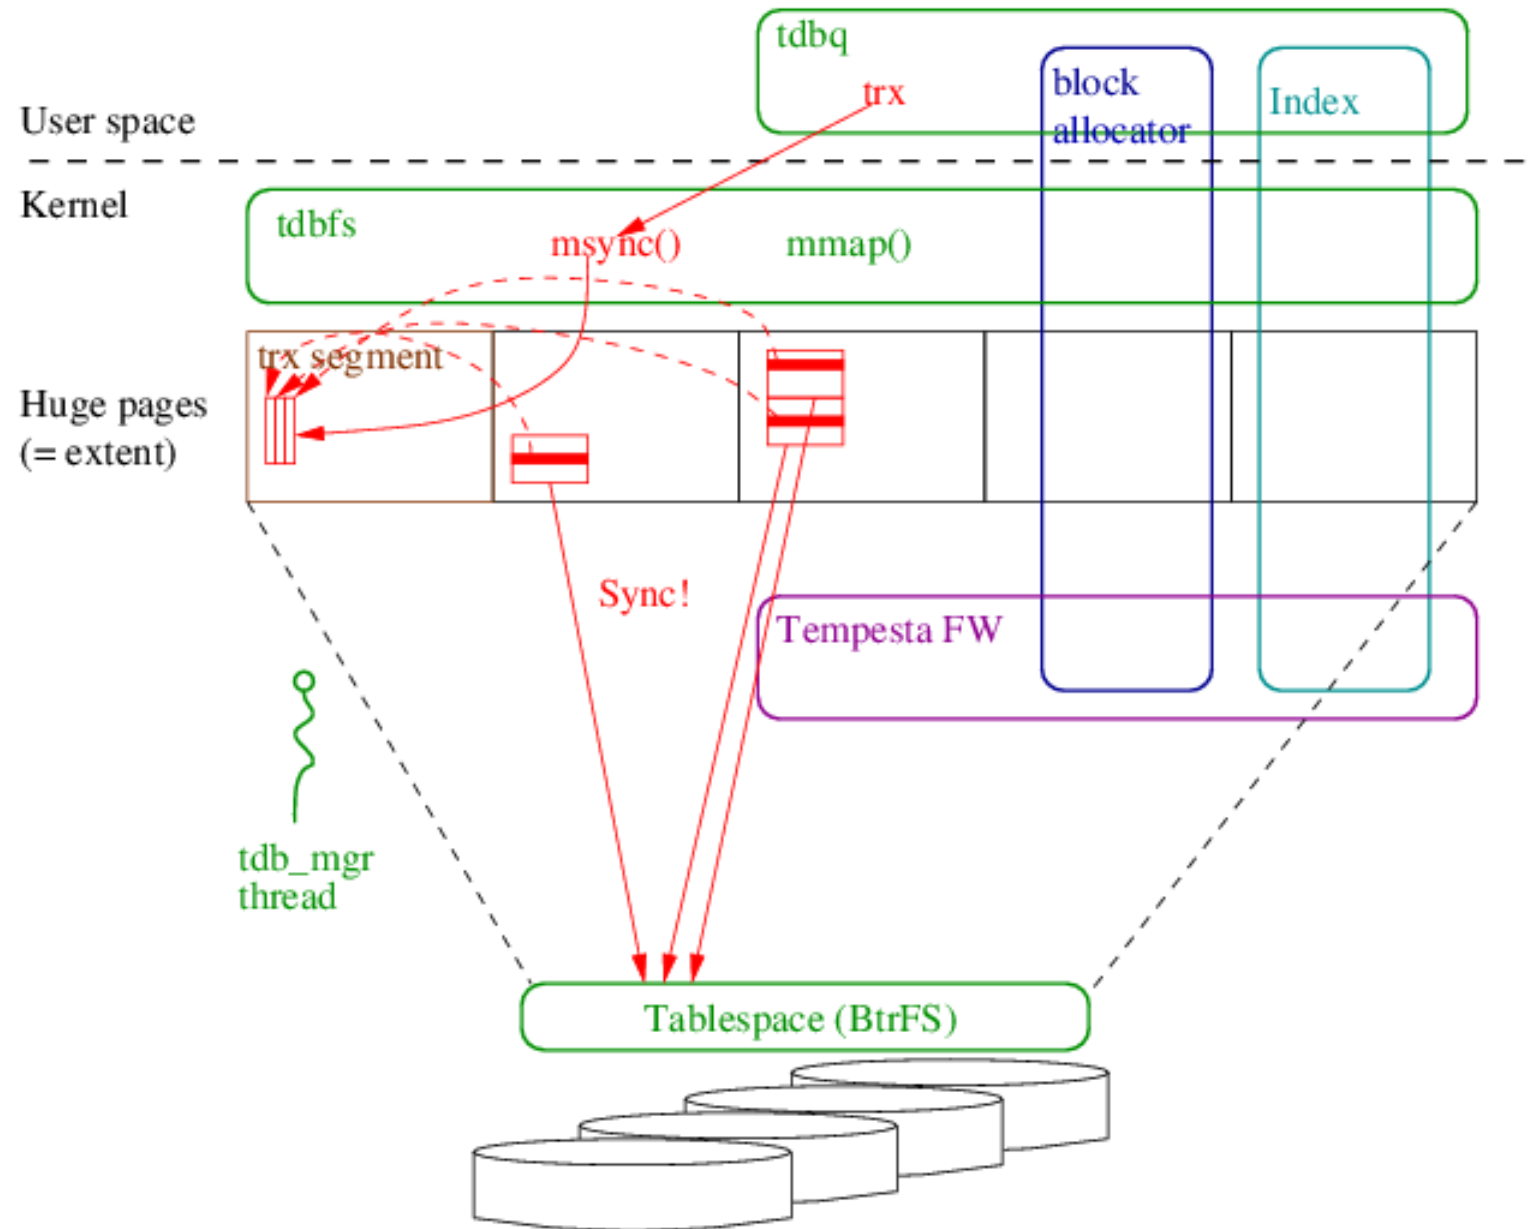 tdbq
trx
block
allocator
Index
User space
Kernel
tdbfs
msync()
mmap()
trx segment
Huge pages
(= extent)
Sync!
Tempesta FW
tdb_mgr
thread
Tablespace (BtrFS)